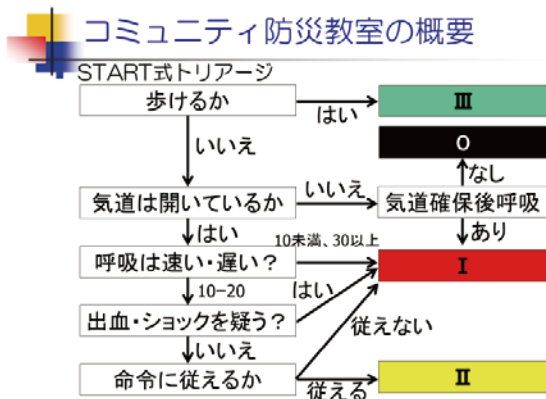 コミュニティ防災教室の概要
START式トリアージ
歩けるか
はい
Ⅲ
0
いいえ
なし
気道は開いているか
いいえ
気道確保後呼吸
はい
あり
呼吸は速い・遅い？
10未満、30以上
Ⅰ
10-20
はい
出血・ショックを疑う？
従えない
いいえ
命令に従えるか
従える
Ⅱ